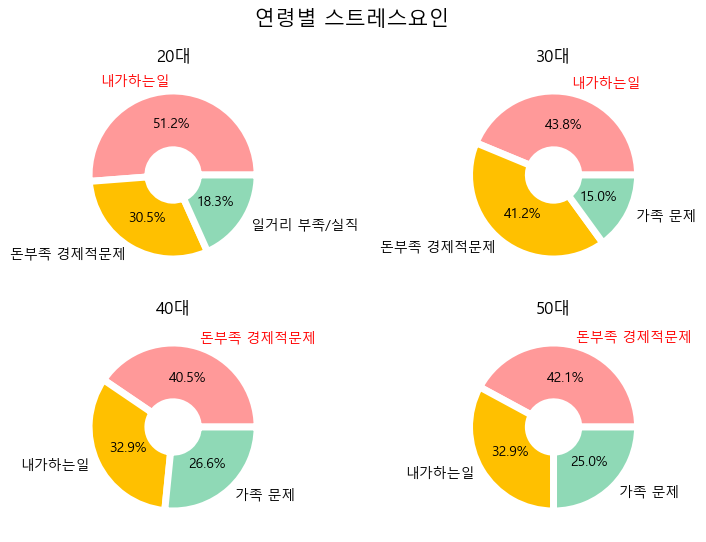 연령별 스트레스요인
20대
내가하는일
51.2%
30.5%
18.3%
돈부족 경제적문제
일거리 부족/실직
30대
내가하는일
43.8%
41.2%
15.0%
돈부족 경제적문제
가족 문제
40대
돈부족 경제적문제
40.5%
32.9%
26.6%
내가하는일
가족 문제
50대
돈부족 경제적문제
42.1%
32.9%
25.0%
내가하는일
가족 문제